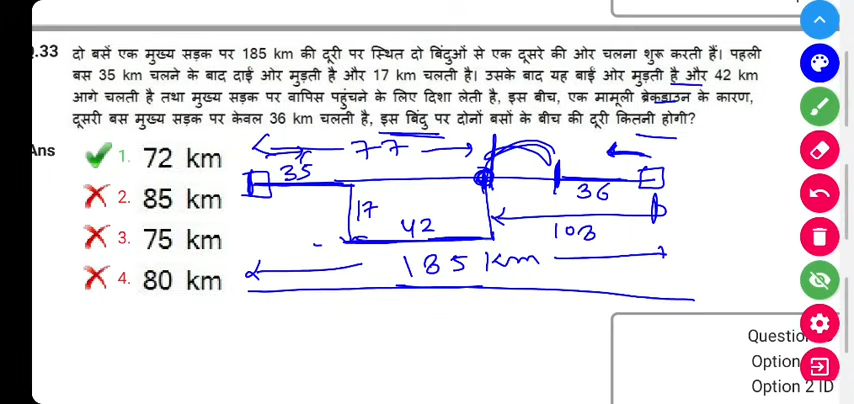 .33 दो बसें एक मुख्य सड़क पर 185 km की दूरी पर स्थित दो बिंदुओं से एक दूसरे की ओर चलना शुरू करती हैं। पहली
बस 35 km चलने के बाद दाईं ओर मुड़ती है और 17 km चलती है। उसके बाद यह बाईं ओर मुड़ती है और 42 km
आगे चलती है तथा मुख्य सड़क पर वापिस पहुंचने के लिए दिशा लेती है, इस बीच, एक मामूली ब्रेकडाउन के कारण,
दूसरी बस मुख्य सड़क पर केवल 36 km चलती है, इस बिंदु पर दोनों बसों के बीच की दूरी कितनी होगी?
Ans
1. 72 km
2. 85 km
3. 75 km
4. 80 km
77
35
36
17
42
108
185 km
Questio
Option
Option 2 ID